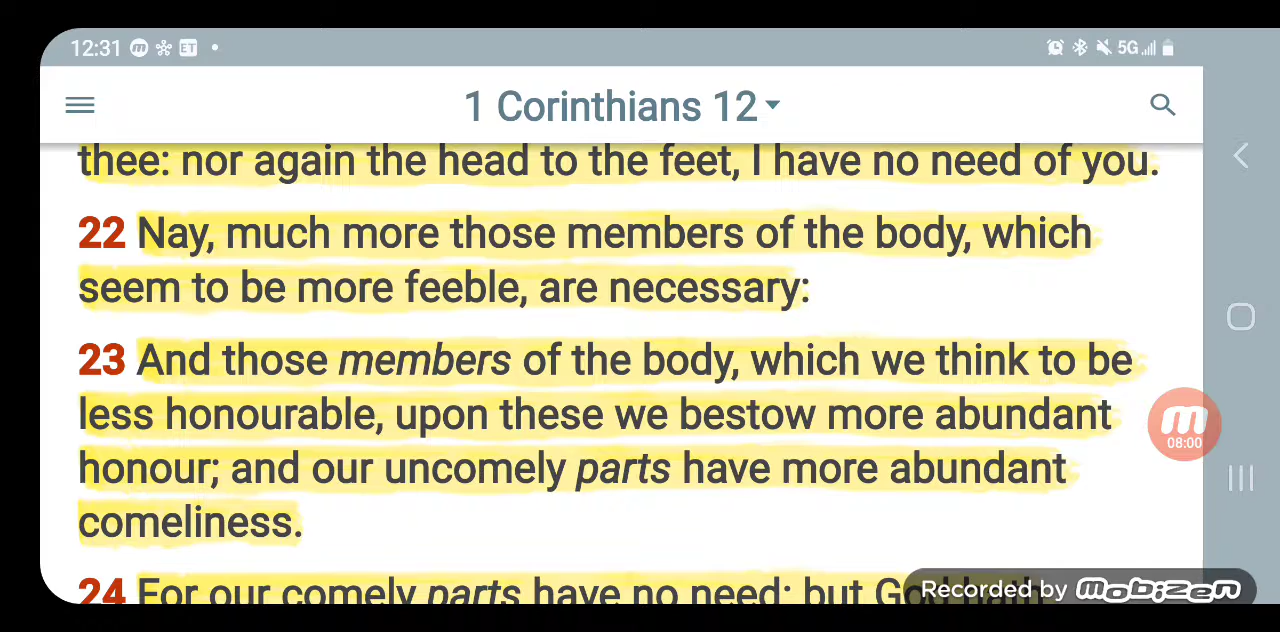 12:31 m ET
5G
1 Corinthians 12
thee: nor again the head to the feet, I have no need of you.
22 Nay, much more those members of the body, which
seem to be more feeble, are necessary:
23 And those members of the body, which we think to be
less honourable, upon these we bestow more abundant
honour; and our uncomely parts have more abundant
comeliness.
m
08:00
24 For our comely parts have no need: but God hath
Recorded by mobizen